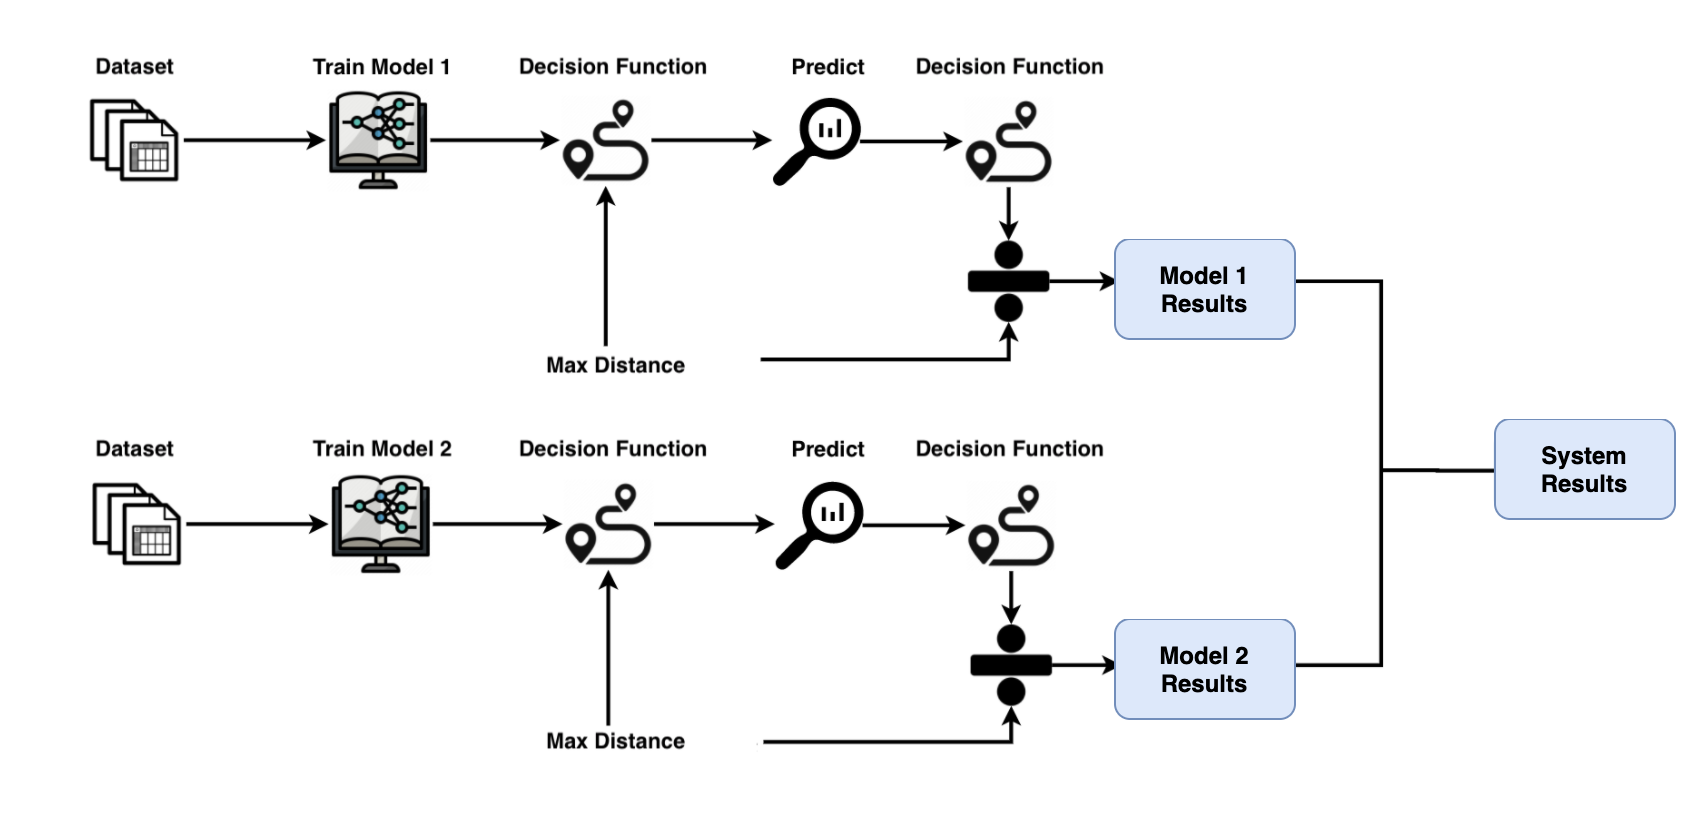 Dataset
Train Model 1
Decision Function
Predict
Decision Function
Model 1
Results
Max Distance
Dataset
Train Model 2
Decision Function
Predict
Decision Function
System
Results
Model 2
Results
Max Distance